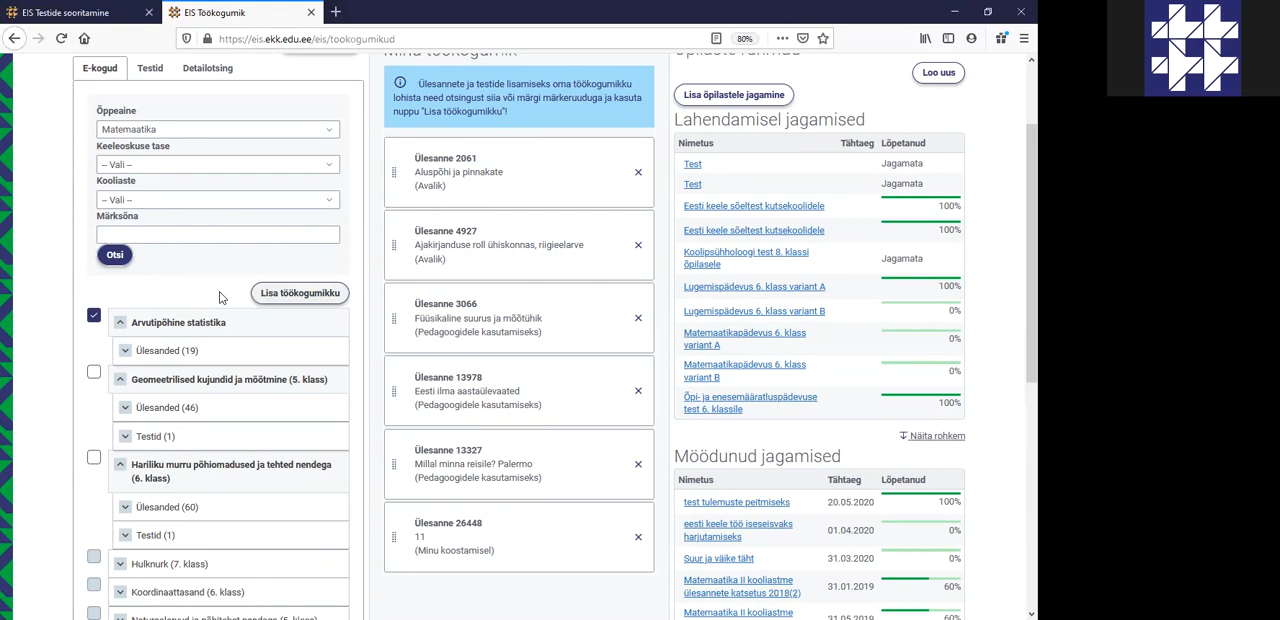 EIS Testide sooritamine
EIS Töökogumik
https://eis.ekk.edu.ee/eis/tookogumikud
80%
E-kogud
Testid
Detailotsing
Õppeaine
Matemaatika
Keeleoskuse tase
-- Vali --
Kooliaste
-- Vali --
Märksõna
Otsi
Lisa töökogumikku
Arvutipõhine statistika
Ülesanded (19)
Geomeetrilised kujundid ja mõõtmine (5. klass)
Ülesanded (46)
Testid (1)
Hariliku murru põhiomadused ja tehted nendega
(6. klass)
Ülesanded (60)
Testid (1)
Hulknurk (7. klass)
Koordinaattasand (6. klass)
Minu töökogumik
Ülesannete ja testide lisamiseks oma töökogumikku
lohista need otsingust siia või märgi märkeruuduga ja kasuta
nuppu "Lisa töökogumikku"!
Ülesanne 2061
Aluspõhi ja pinnakate
(Avalik)
Ülesanne 4927
Ajakirjanduse roll ühiskonnas, riigieelarve
(Avalik)
Ülesanne 3066
Füüsikaline suurus ja mõõtühik
(Pedagoogidele kasutamiseks)
Ülesanne 13978
Eesti ilma aastaülevaated
(Pedagoogidele kasutamiseks)
Ülesanne 13327
Millal minna reisile? Palermo
(Pedagoogidele kasutamiseks)
Ülesanne 26448
11
(Minu koostamisel)
Õpilaste rühmad
Loo uus
Lisa õpilastele jagamine
Lahendamisel jagamised
Nimetus Tähtaeg Lõpetanud
Test Jagamata
Test Jagamata
Eesti keele sõeltest kutsekoolidele 100%
Eesti keele sõeltest kutsekoolidele 100%
Koolipsühholoogi test 8. klassi
õpilasele Jagamata
Lugemispädevus 6. klass variant A 100%
Lugemispädevus 6. klass variant B 0%
Matemaatikapädevus 6. klass
variant A 0%
Matemaatikapädevus 6. klass
variant B 0%
Õpi- ja enesemääratluspädevuse
test 6. klassile 100%
Näita rohkem
Möödunud jagamised
Nimetus Tähtaeg Lõpetanud
test tulemuste peitmiseks 20.05.2020 100%
eesti keele töö iseseisvaks
harjutamiseks 01.04.2020 0%
Suur ja väike täht 31.03.2020 0%
Matemaatika II kooliastme
ülesannete katsetus 2018(2) 31.01.2019 60%
Matemaatika II kooliastme 31.05.2019 60%